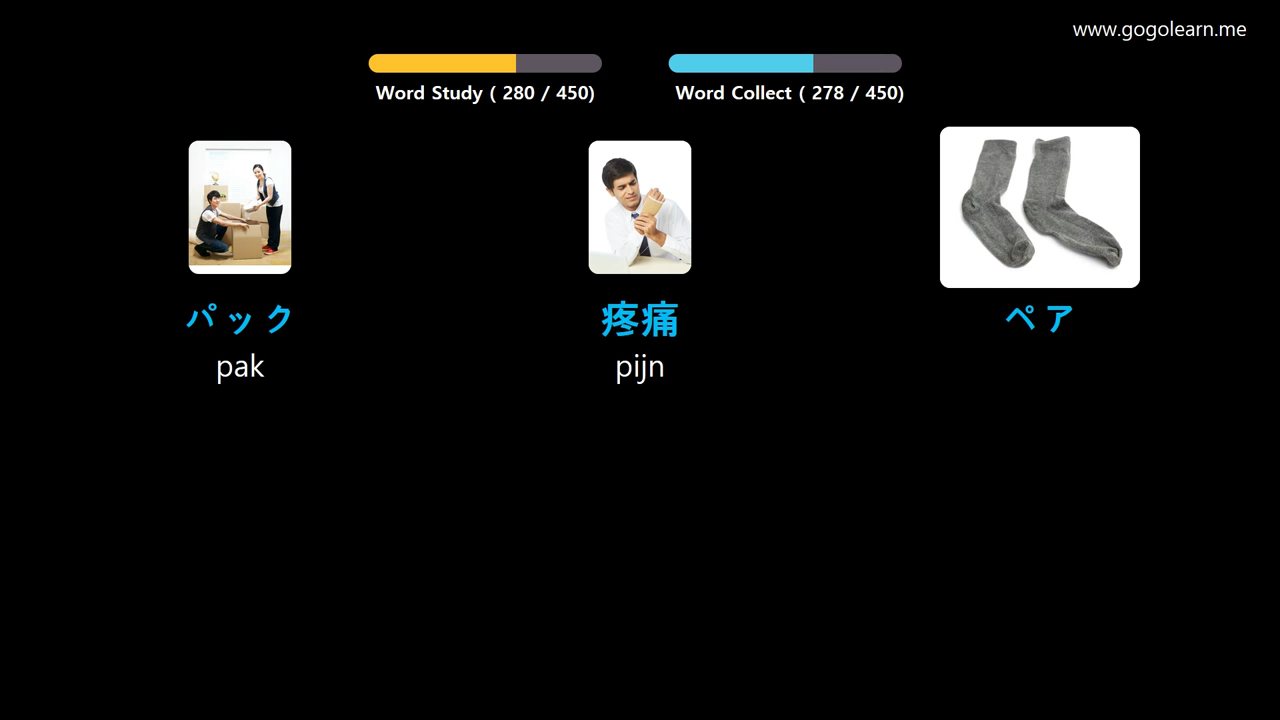 www.gogolearn.me
Word Study ( 280 / 450)
Word Collect ( 278 / 450)
パック
疼痛
ペア
pak
pijn